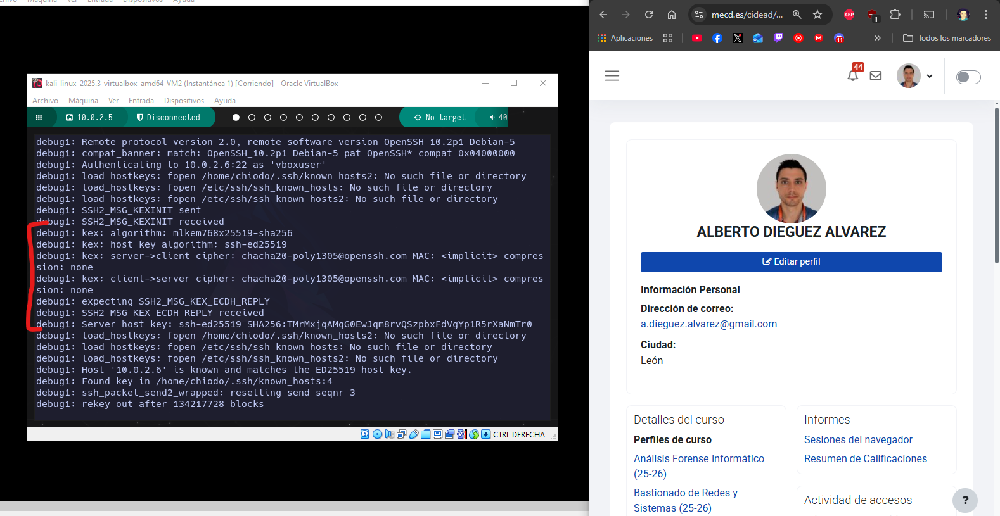 Archivo Máquina Ver Entrada Dispositivos Ayuda
kali-linux-2025.3-virtualbox-amd64-VM2 (Instantánea 1) [Corriendo] - Oracle VirtualBox
Archivo Máquina Ver Entrada Dispositivos Ayuda
10.0.2.5 Disconnected No target 40
debug1: Remote protocol version 2.0, remote software version OpenSSH_10.2p1 Debian-5
debug1: compat_banner: match: OpenSSH_10.2p1 Debian-5 pat OpenSSH* compat 0x04000000
debug1: Authenticating to 10.0.2.6:22 as 'vboxuser'
debug1: load_hostkeys: fopen /home/chiodo/.ssh/known_hosts2: No such file or directory
debug1: load_hostkeys: fopen /etc/ssh/ssh_known_hosts: No such file or directory
debug1: load_hostkeys: fopen /etc/ssh/ssh_known_hosts2: No such file or directory
debug1: SSH2_MSG_KEXINIT sent
debug1: SSH2_MSG_KEXINIT received
debug1: kex: algorithm: mlkem768x25519-sha256
debug1: kex: host key algorithm: ssh-ed25519
debug1: kex: server->client cipher: chacha20-poly1305@openssh.com MAC: <implicit> compres
sion: none
debug1: kex: client->server cipher: chacha20-poly1305@openssh.com MAC: <implicit> compres
sion: none
debug1: expecting SSH2_MSG_KEX_ECDH_REPLY
debug1: SSH2_MSG_KEX_ECDH_REPLY received
debug1: Server host key: ssh-ed25519 SHA256:TMrMxjqAMqG0EwJqm8rvQSzpbxFdVgYp1R5rXaNmTr0
debug1: load_hostkeys: fopen /home/chiodo/.ssh/known_hosts2: No such file or directory
debug1: load_hostkeys: fopen /etc/ssh/ssh_known_hosts: No such file or directory
debug1: load_hostkeys: fopen /etc/ssh/ssh_known_hosts2: No such file or directory
debug1: Host '10.0.2.6' is known and matches the ED25519 host key.
debug1: Found key in /home/chiodo/.ssh/known_hosts:4
debug1: ssh_packet_send2_wrapped: resetting send seqnr 3
debug1: rekey out after 134217728 blocks
CTRL DERECHA
mecd.es/cidead/...
ABP
1
Aplicaciones
11
» Todos los marcadores
44
ALBERTO DIEGUEZ ALVAREZ
Editar perfil
Información Personal
Dirección de correo:
a.dieguez.alvarez@gmail.com
Ciudad:
León
Detalles del curso
Perfiles de curso
Análisis Forense Informático
(25-26)
Bastionado de Redes y
Sistemas (25-26)
Informes
Sesiones del navegador
Resumen de Calificaciones
Actividad de accesos
?